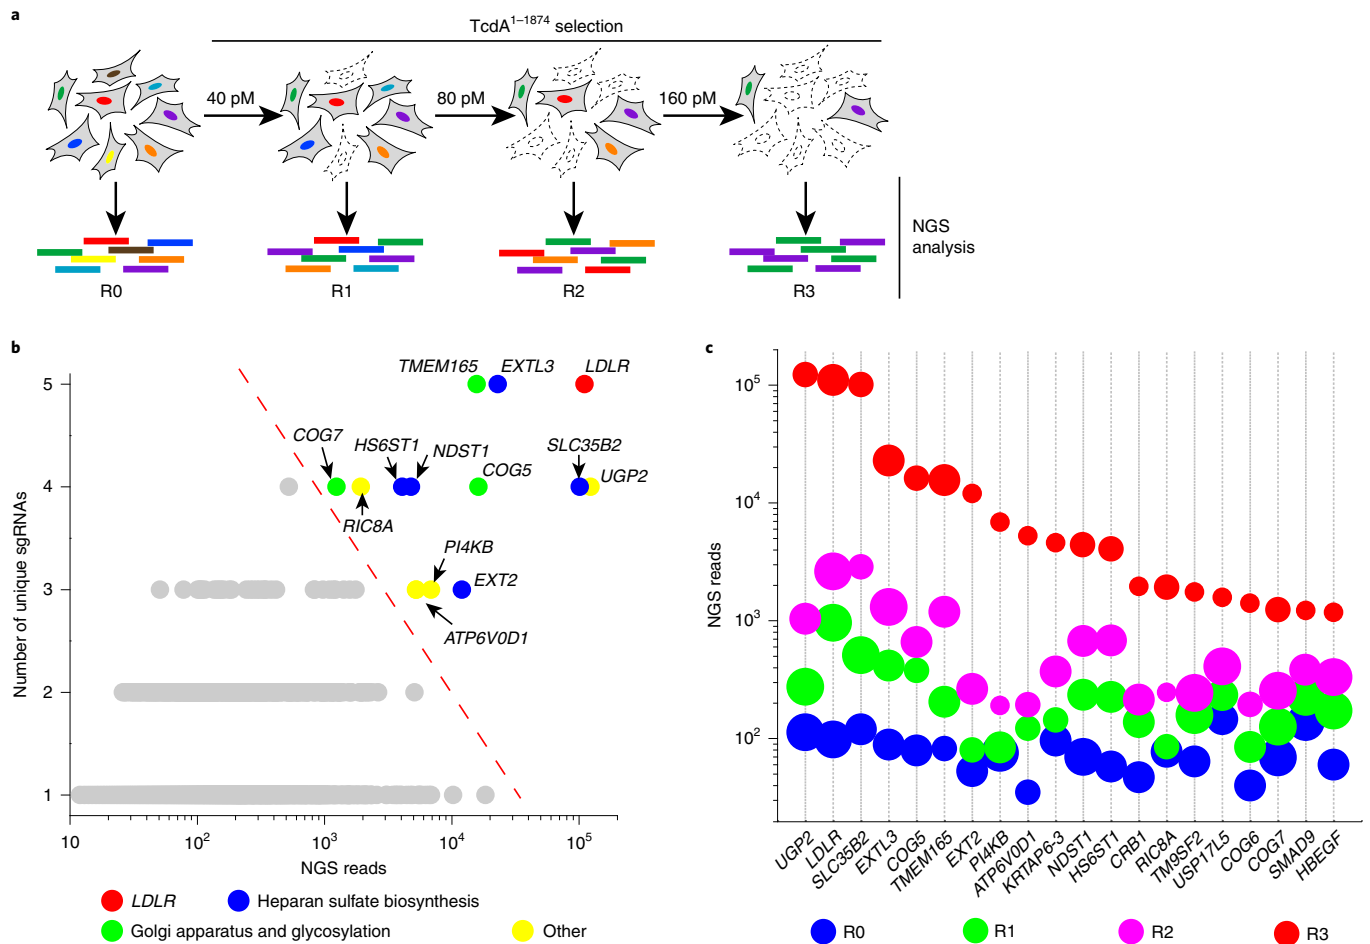 a
TcdA1–1874 selection
40 pM
80 pM
160 pM
NGS
analysis
R0
R1
R2
R3
b
Number of unique sgRNAs
5
4
3
2
1
TMEM165
EXTL3
LDLR
COG7
HS6ST1
NDST1
SLC35B2
COG5
UGP2
RIC8A
PI4KB
EXT2
ATP6V0D1
10
102
103
104
105
NGS reads
LDLR
Heparan sulfate biosynthesis
Golgi apparatus and glycosylation
Other
c
NGS reads
105
104
103
102
UGP2
LDLR
SLC35B2
EXTL3
COG5
TMEM165
EXT2
PI4KB
ATP6V0D1
KRTAP6-3
NDST1
HS6ST1
CRB1
RIC8A
TM9SF2
USP17L5
COG6
COG7
SMAD9
HBEGF
R0
R1
R2
R3